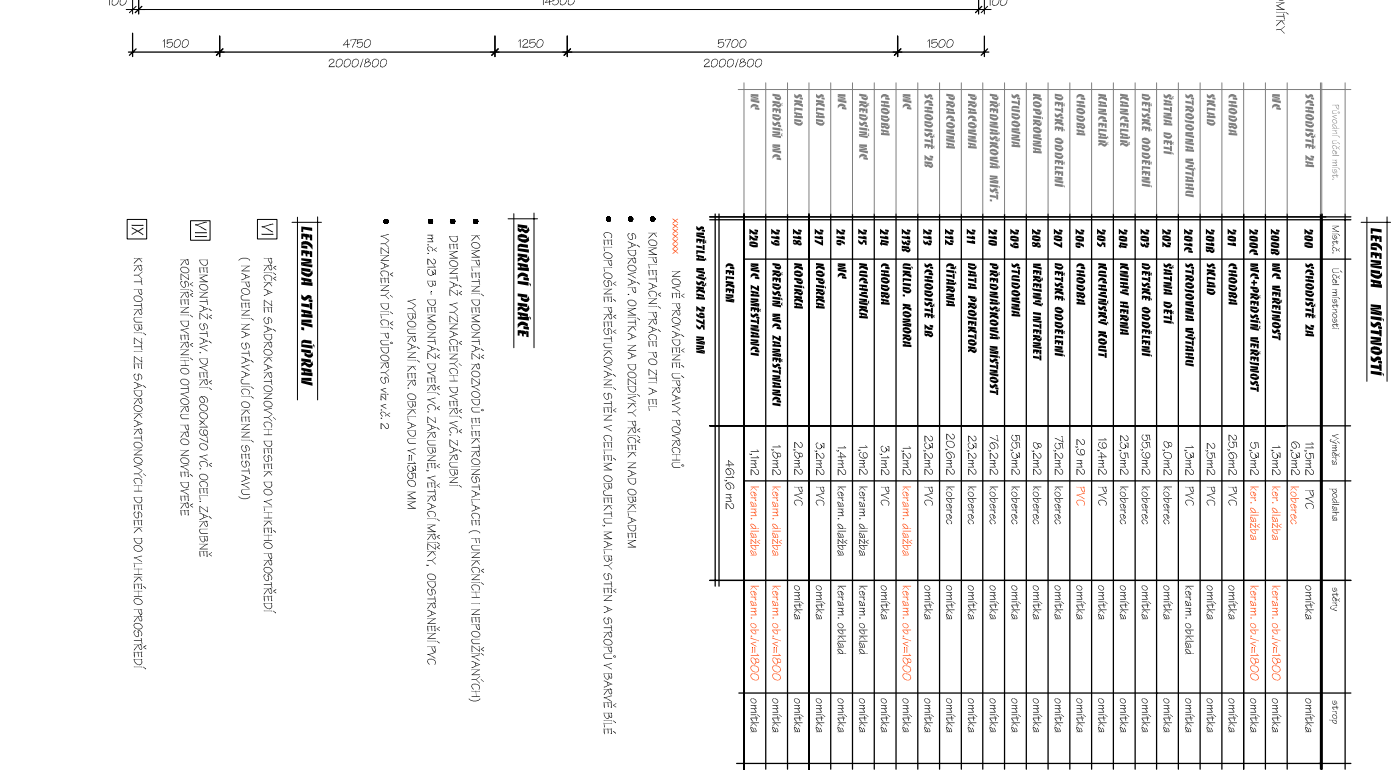 100 14500 100
1500 4750 1250 5700 1500
2000/800 2000/800
OMÍTKY
LEGENDA MÍSTNOSTÍ
Původní účel míst. Míst.č. Účel místnosti výměra podlaha stěny strop
SCHODIŠTĚ 2A 200 SCHODIŠTĚ 2A 11,5m2 PVC omítka omítka
6,3m2 koberec
WC 200B WC VEŘEJNOST 1,3m2 ker. dlažba keram. ob./v=1800 omítka
200C WC+PŘEDSÍŇ VEŘEJNOST 5,3m2 ker. dlažba keram. ob./v=1800 omítka
CHODBA 201 CHODBA 25,6m2 PVC omítka omítka
SKLAD 201B SKLAD 2,5m2 PVC omítka omítka
STROJOVNA VÝTAHU 201C STROJOVNA VÝTAHU 1,3m2 PVC keram. obklad omítka
ŠATNA DĚTÍ 202 ŠATNA DĚTÍ 8,0m2 koberec omítka omítka
DĚTSKÉ ODDĚLENÍ 203 DĚTSKÉ ODDĚLENÍ 55,9m2 koberec omítka omítka
KANCELÁŘ 204 KNIHY HERNA 23,5m2 koberec omítka omítka
KANCELÁŘ 205 KUCHYŇSKÝ KOUT 19,4m2 PVC omítka omítka
CHODBA 206 CHODBA 2,9 m2 PVC omítka omítka
DĚTSKÉ ODDĚLENÍ 207 DĚTSKÉ ODDĚLENÍ 75,2m2 koberec omítka omítka
KOPÍROVNA 208 VEŘEJNÝ INTERNET 8,2m2 koberec omítka omítka
STUDOVNA 209 STUDOVNA 55,3m2 koberec omítka omítka
PŘEDNÁŠKOVÁ MÍST. 210 PŘEDNÁŠKOVÁ MÍSTNOST 76,2m2 koberec omítka omítka
PRACOVNA 211 DATA PROJEKTOR 23,2m2 koberec omítka omítka
PRACOVNA 212 ČÍTÁRNA 20,6m2 koberec omítka omítka
SCHODIŠTĚ 2B 213 SCHODIŠTĚ 2B 23,2m2 PVC omítka omítka
WC 213B ÚKLID. KOMORA 1,2m2 keram. dlažba keram. ob./v=1800 omítka
CHODBA 214 CHODBA 3,1m2 PVC omítka omítka
PŘEDSÍŇ WC 215 KUCHYŇKA 1,9m2 keram. dlažba keram. obklad omítka
WC 216 WC 1,4m2 keram. dlažba keram. obklad omítka
SKLAD 217 KOPIRKA 3,2m2 PVC omítka omítka
SKLAD 218 KOPIRKA 2,8m2 PVC omítka omítka
PŘEDSÍŇ WC 219 PŘEDSÍŇ WC ZAMĚSTNANCI 1,8m2 keram. dlažba keram. ob./v=1800 omítka
WC 220 WC ZAMĚSTNANCI 1,1m2 keram. dlažba keram. ob./v=1800 omítka
CELKEM 461,6 m2
SVĚTLÁ VÝŠKA 2975 MM
xxxxxxx NOVĚ PROVÁDĚNÉ ÚPRAVY POVRCHŮ
• KOMPLETAČNÍ PRÁCE PO ZTI A EL
• SÁDROVÁP. OMÍTKA NA DOZDÍVKY PŘÍČEK NAD OBKLADEM
• CELOPLOŠNÉ PŘEŠTUKOVÁNÍ STĚN V CELÉM OBJEKTU, MALBY STĚN A STROPŮ V BARVĚ BÍLÉ
BOURACÍ PRÁCE
• KOMPLETNÍ DEMONTÁŽ ROZVODŮ ELEKTROINSTALACE ( FUNKČNÍCH I NEPOUŽÍVANÝCH)
• DEMONTÁŽ VYZNAČENÝCH DVEŘÍ VČ. ZÁRUBNÍ
• m.č. 213 B - DEMONTÁŽ DVEŘÍ VČ. ZÁRUBNĚ, VĚTRACÍ MŘÍŽKY, ODSTRANĚNÍ PVC
VYBOURÁNÍ KER. OBKLADU V=1350 MM
• VYZNAČENÝ DÍLČÍ PŮDORYS viz v.č. 2
LEGENDA STAV. ÚPRAV
VI PŘÍČKA ZE SÁDROKARTONOVÝCH DESEK DO VLHKÉHO PROSTŘEDÍ
( NAPOJENÍ NA STÁVAJÍCÍ OKENNÍ SESTAVU)
VII DEMONTÁŽ STÁV. DVEŘÍ 600x1970 VČ. OCEL. ZÁRUBNĚ
ROZŠÍŘENÍ DVEŘNÍHO OTVORU PRO NOVÉ DVEŘE
IX KRYT POTRUBÍ ZTI ZE SÁDROKARTONOVÝCH DESEK DO VLHKÉHO PROSTŘEDÍ